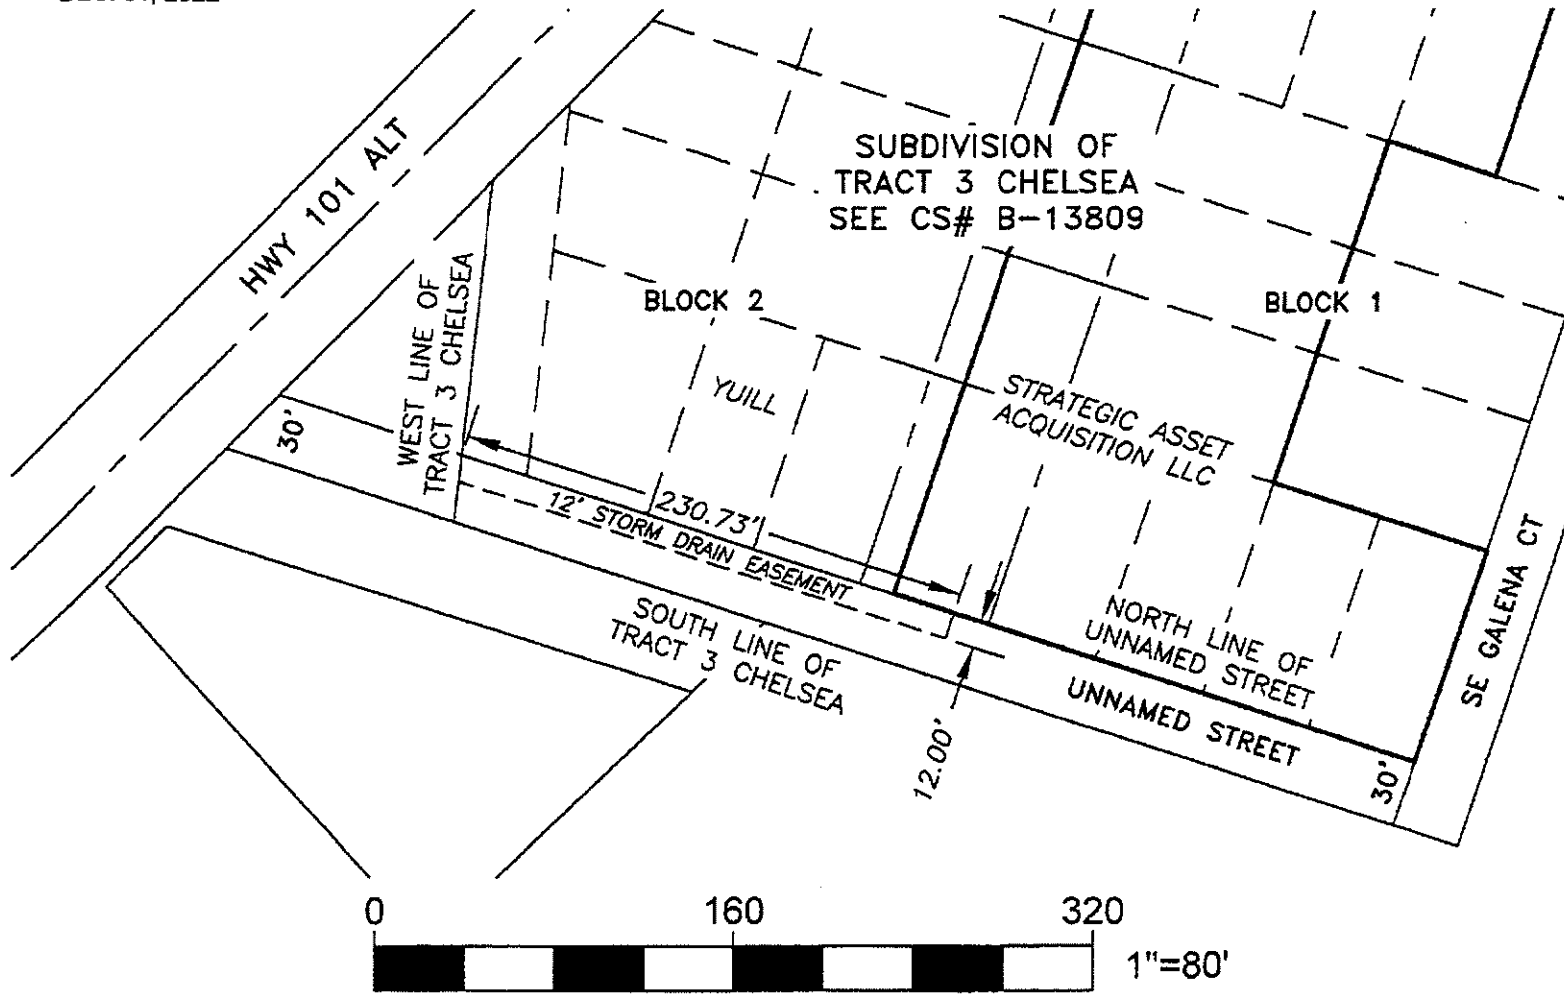 SUBDIVISION OF
TRACT 3 CHELSEA
SEE CS# B-13809
HWY 101 ALT
WEST LINE OF
TRACT 3 CHELSEA
BLOCK 2
BLOCK 1
YUILL
STRATEGIC ASSET
ACQUISITION LLC
30'
230.73'
12' STORM DRAIN EASEMENT
SOUTH LINE OF
TRACT 3 CHELSEA
NORTH LINE OF
UNNAMED STREET
UNNAMED STREET
SE GALENA CT
12.00'
30'
0 160 320
1"=80'